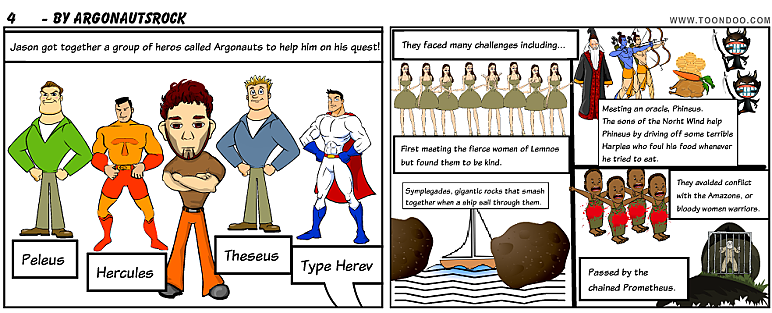 4 - BY ARGONAUTSROCK
WWW.TOONDOO.COM
Jason got together a group of heros called Argonauts to help him on his quest!
Peleus
Hercules
Theseus
Type Herev
They faced many challenges including...
First meeting the fierce women of Lemnos
but found them to be kind.
Symplegades, gigantic rocks that smash
together when a ship sail through them.
Meeting an oracle, Phineus.
The sons of the Norht Wind help
Phineus by driving off some terrible
Harpies who foul his food whenever
he tried to eat.
They avoided conflict
with the Amazons, or
bloody women warriors.
Passed by the
chained Prometheus.